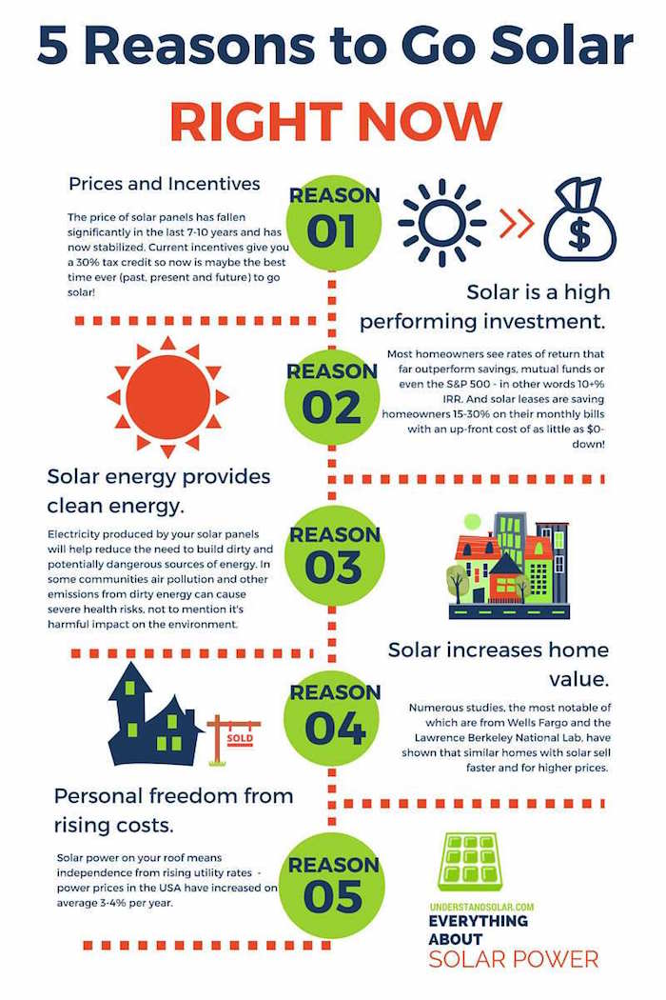 5 Reasons to Go Solar
RIGHT NOW
Prices and Incentives
The price of solar panels has fallen
significantly in the last 7-10 years and has
now stabilized. Current incentives give you
a 30% tax credit so now is maybe the best
time ever (past, present and future) to go
solar!
REASON
01
$
Solar is a high
performing investment.
Most homeowners see rates of return that
far outperform savings, mutual funds or
even the S&P 500 - in other words 10+%
IRR. And solar leases are saving
homeowners 15-30% on their monthly bills
with an up-front cost of as little as $0-
down!
REASON
02
Solar energy provides
clean energy.
Electricity produced by your solar panels
will help reduce the need to build dirty and
potentially dangerous sources of energy. In
some communities air pollution and other
emissions from dirty energy can cause
severe health risks, not to mention it's
harmful impact on the environment.
REASON
03
Solar increases home
value.
Numerous studies, the most notable of
which are from Wells Fargo and the
Lawrence Berkeley National Lab, have
shown that similar homes with solar sell
faster and for higher prices.
REASON
04
SOLD
Personal freedom from
rising costs.
Solar power on your roof means
independence from rising utility rates -
power prices in the USA have increased on
average 3-4% per year.
REASON
05
UNDERSTANDSOLAR.COM
EVERYTHING
ABOUT
SOLAR POWER